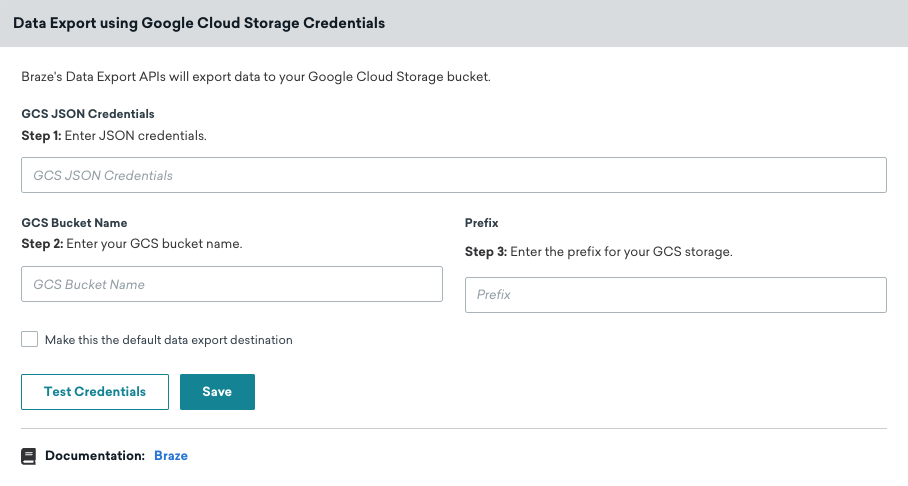 Data Export using Google Cloud Storage Credentials
Braze's Data Export APIs will export data to your Google Cloud Storage bucket.
GCS JSON Credentials
Step 1: Enter JSON credentials.
GCS JSON Credentials
GCS Bucket Name
Step 2: Enter your GCS bucket name.
GCS Bucket Name
Prefix
Step 3: Enter the prefix for your GCS storage.
Prefix
Make this the default data export destination
Test Credentials
Save
Documentation: Braze